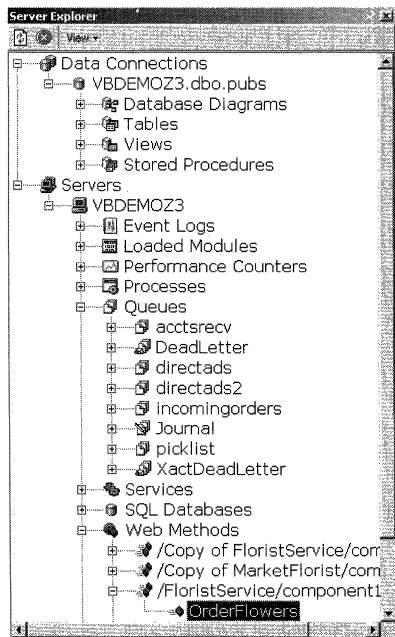 Server Explorer
View
Data Connections
VBDEMOZ3.dbo.pubs
Database Diagrams
Tables
Views
Stored Procedures
Servers
VBDEMOZ3
Event Logs
Loaded Modules
Performance Counters
Processes
Queues
acctsrecv
DeadLetter
directads
directads2
incomingorders
Journal
picklist
XactDeadLetter
Services
SQL Databases
Web Methods
/Copy of FloristService/com
/Copy of MarketFlorist/com
/FloristService/component1
OrderFlowers